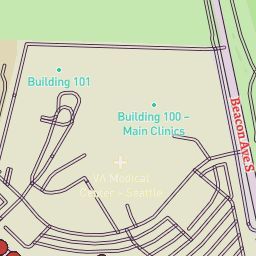 Building 101
Building 100 –
Main Clinics
Beacon Ave S
VA Medical
Center - Seattle